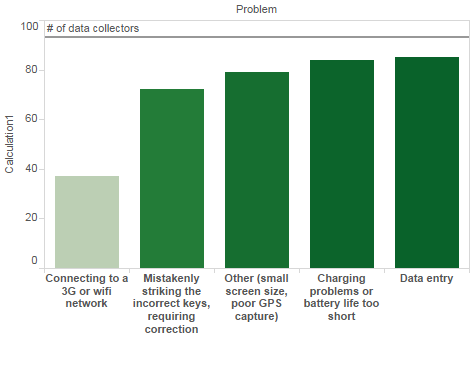 Problem
# of data collectors
Calculation1
100
80
60
40
20
0
Connecting to a
3G or wifi
network
Mistakenly
striking the
incorrect keys,
requiring
correction
Other (small
screen size,
poor GPS
capture)
Charging
problems or
battery life too
short
Data entry